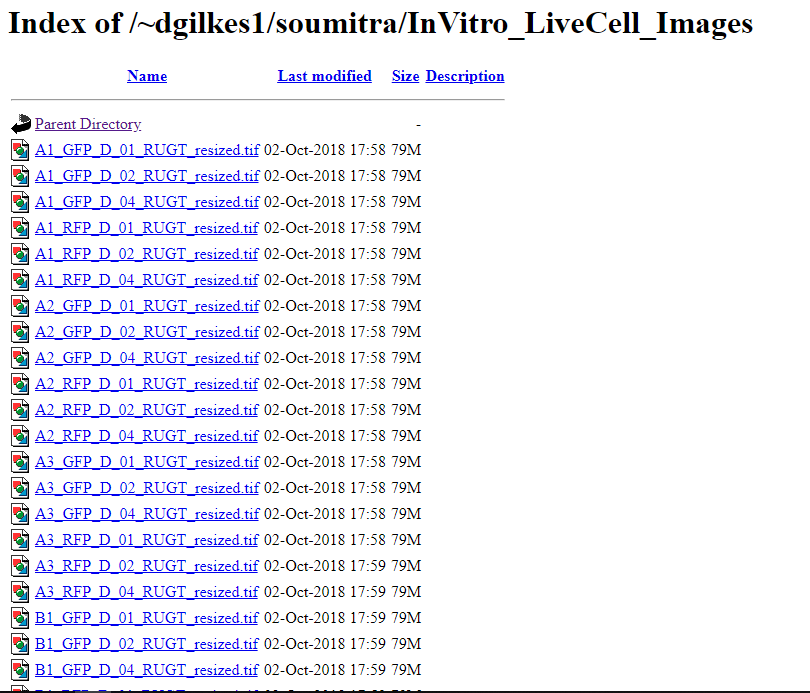 Index of /~dgilkes1/soumitra/InVitro_LiveCell_Images
Name Last modified Size Description
Parent Directory -
A1_GFP_D_01_RUGT_resized.tif 02-Oct-2018 17:58 79M
A1_GFP_D_02_RUGT_resized.tif 02-Oct-2018 17:58 79M
A1_GFP_D_04_RUGT_resized.tif 02-Oct-2018 17:58 79M
A1_RFP_D_01_RUGT_resized.tif 02-Oct-2018 17:58 79M
A1_RFP_D_02_RUGT_resized.tif 02-Oct-2018 17:58 79M
A1_RFP_D_04_RUGT_resized.tif 02-Oct-2018 17:58 79M
A2_GFP_D_01_RUGT_resized.tif 02-Oct-2018 17:58 79M
A2_GFP_D_02_RUGT_resized.tif 02-Oct-2018 17:58 79M
A2_GFP_D_04_RUGT_resized.tif 02-Oct-2018 17:58 79M
A2_RFP_D_01_RUGT_resized.tif 02-Oct-2018 17:58 79M
A2_RFP_D_02_RUGT_resized.tif 02-Oct-2018 17:58 79M
A2_RFP_D_04_RUGT_resized.tif 02-Oct-2018 17:58 79M
A3_GFP_D_01_RUGT_resized.tif 02-Oct-2018 17:58 79M
A3_GFP_D_02_RUGT_resized.tif 02-Oct-2018 17:58 79M
A3_GFP_D_04_RUGT_resized.tif 02-Oct-2018 17:58 79M
A3_RFP_D_01_RUGT_resized.tif 02-Oct-2018 17:58 79M
A3_RFP_D_02_RUGT_resized.tif 02-Oct-2018 17:59 79M
A3_RFP_D_04_RUGT_resized.tif 02-Oct-2018 17:59 79M
B1_GFP_D_01_RUGT_resized.tif 02-Oct-2018 17:59 79M
B1_GFP_D_02_RUGT_resized.tif 02-Oct-2018 17:59 79M
B1_GFP_D_04_RUGT_resized.tif 02-Oct-2018 17:59 79M